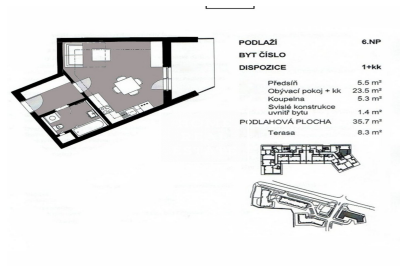 PODLAŽÍ 6.NP
BYT ČÍSLO
DISPOZICE 1+kk
Předsíň 5.5 m²
Obývací pokoj + kk 23.5 m²
Koupelna 5.3 m²
Svislé konstrukce
uvnitř bytu 1.4 m²
PODLAHOVÁ PLOCHA 35.7 m²
Terasa 8.3 m²